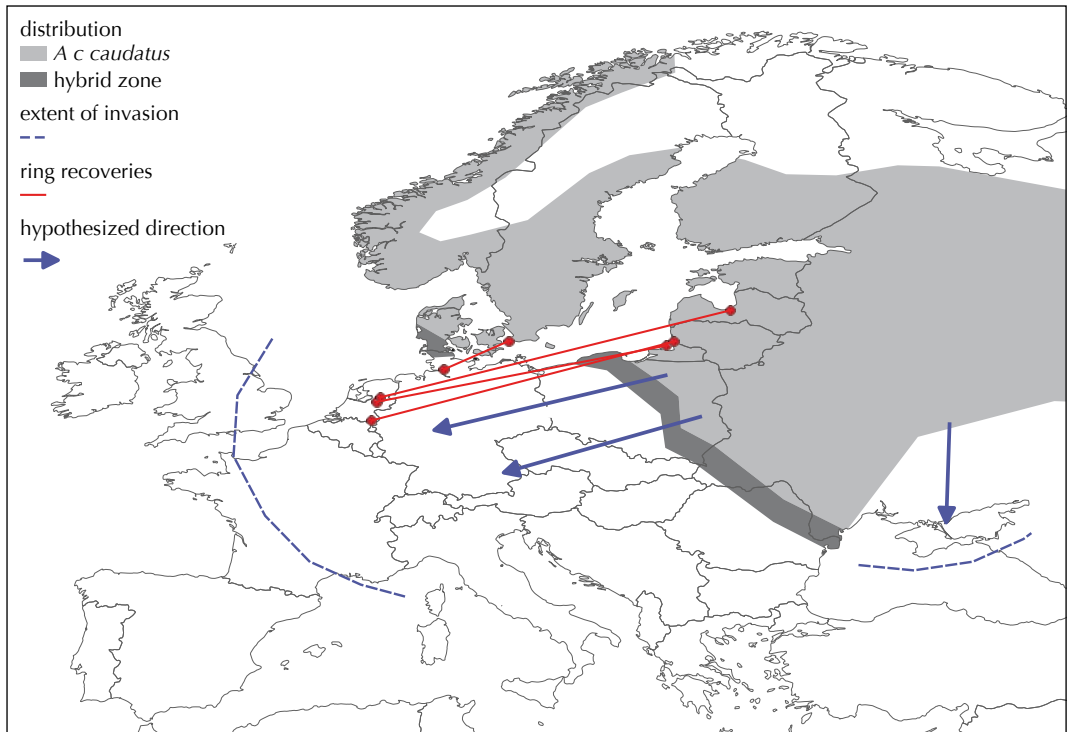 distribution
A c caudatus
hybrid zone
extent of invasion
ring recoveries
hypothesized direction